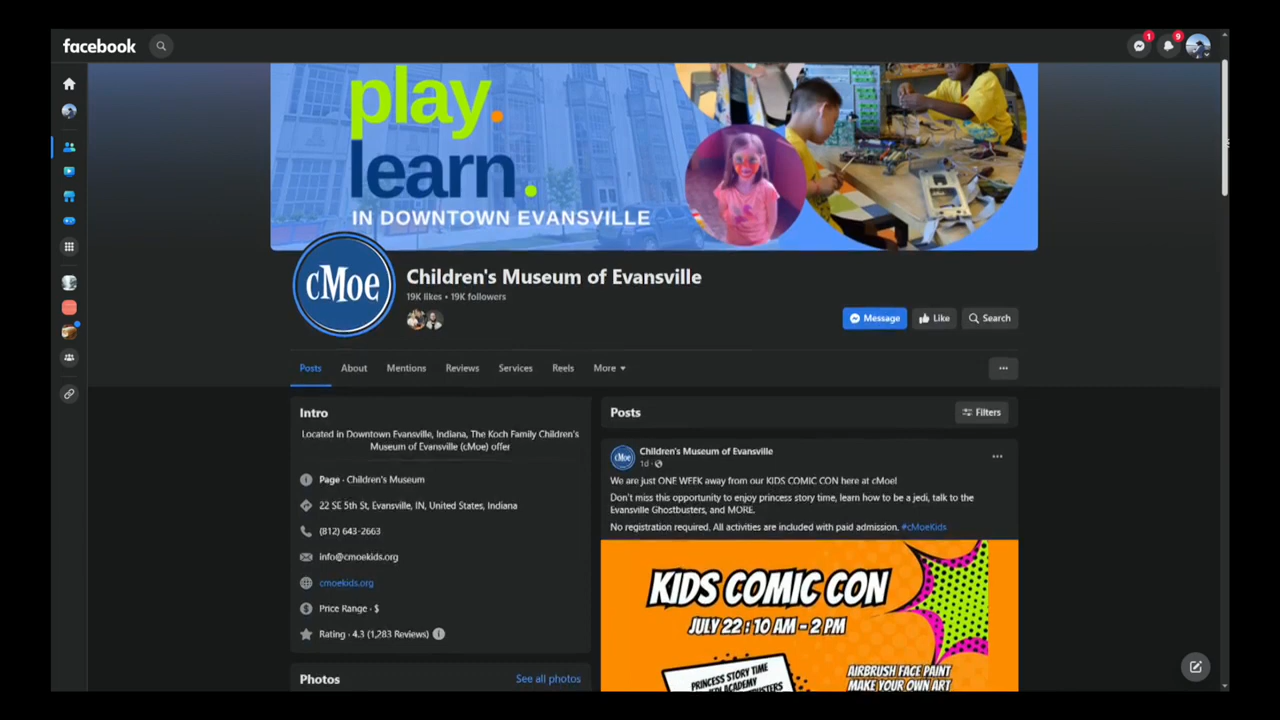 facebook
1
9
play.
learn.
IN DOWNTOWN EVANSVILLE
cMoe
Children's Museum of Evansville
19K likes • 19K followers
Message
Like
Search
Posts
About
Mentions
Reviews
Services
Reels
More
Intro
Located in Downtown Evansville, Indiana, The Koch Family Children's
Museum of Evansville (cMoe) offer
Page · Children's Museum
22 SE 5th St, Evansville, IN, United States, Indiana
(812) 643-2663
info@cmoekids.org
cmoekids.org
Price Range · $
Rating · 4.3 (1,283 Reviews)
Photos
See all photos
Posts
Filters
cMoe
Children's Museum of Evansville
1d ·
We are just ONE WEEK away from our KIDS COMIC CON here at cMoe!
Don't miss this opportunity to enjoy princess story time, learn how to be a jedi, talk to the
Evansville Ghostbusters, and MORE.
No registration required. All activities are included with paid admission. #cMoeKids
KIDS COMIC CON
JULY 22 : 10 AM - 2 PM
PRINCESS STORY TIME
AIRBRUSH FACE PAINT
MAKE YOUR OWN ART